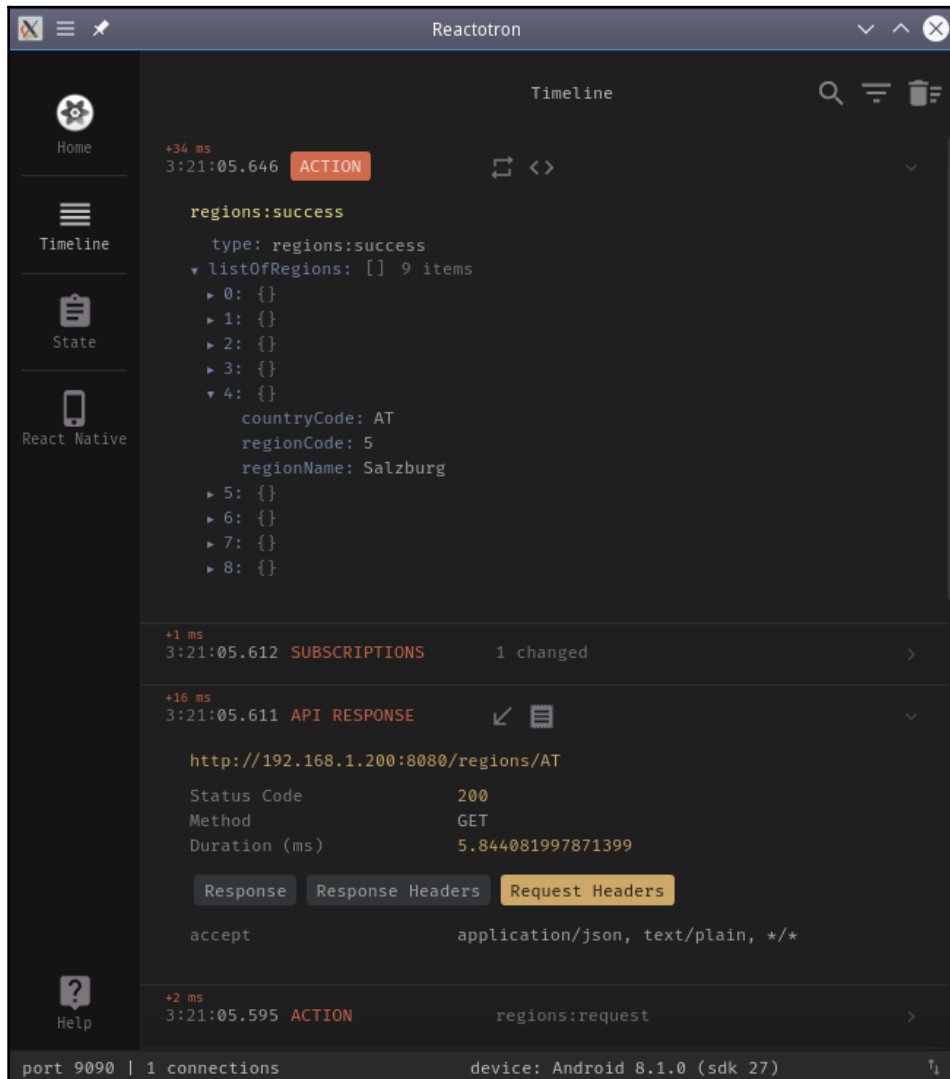 Reactotron
Home
Timeline
State
React Native
Help
Timeline
+34 ms
3:21:05.646 ACTION
regions:success
type: regions:success
▾ listOfRegions: [] 9 items
▸ 0: {}
▸ 1: {}
▸ 2: {}
▸ 3: {}
▾ 4: {}
countryCode: AT
regionCode: 5
regionName: Salzburg
▸ 5: {}
▸ 6: {}
▸ 7: {}
▸ 8: {}
+1 ms
3:21:05.612 SUBSCRIPTIONS 1 changed
+16 ms
3:21:05.611 API RESPONSE
http://192.168.1.200:8080/regions/AT
Status Code 200
Method GET
Duration (ms) 5.844081997871399
Response Response Headers Request Headers
accept application/json, text/plain, */*
+2 ms
3:21:05.595 ACTION regions:request
port 9090 | 1 connections device: Android 8.1.0 (sdk 27)